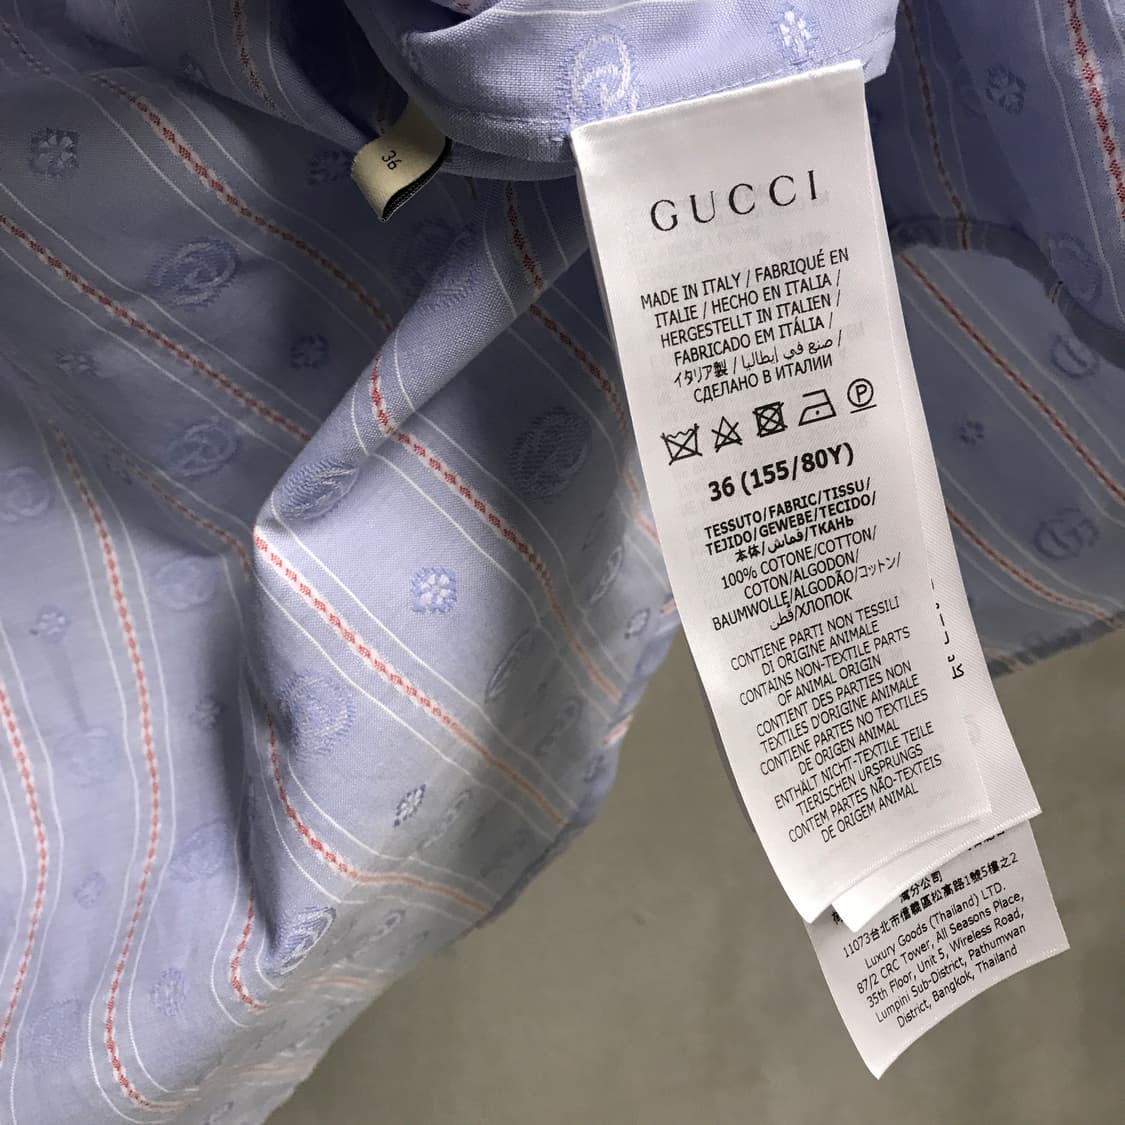 36
GUCCI
MADE IN ITALY / FABRIQUÉ EN
ITALIE / HECHO EN ITALIA /
HERGESTELLT IN ITALIEN /
FABRICADO EM ITÁLIA /
イタリア製 / صنع في إيطاليا /
СДЕЛАНО В ИТАЛИИ
P
36 (155/80Y)
TESSUTO/FABRIC/TISSU/
TEJIDO/GEWEBE/TECIDO/
本体/قماش/ТКАНЬ
100% COTONE/COTTON/
COTON/ALGODON/
BAUMWOLLE/ALGODÃO/コットン/
قطن/ХЛОПОК
CONTIENE PARTI NON TESSILI
DI ORIGINE ANIMALE
CONTAINS NON-TEXTILE PARTS
OF ANIMAL ORIGIN
CONTIENT DES PARTIES NON
TEXTILES D'ORIGINE ANIMALE
CONTIENE PARTES NO TEXTILES
DE ORIGEN ANIMAL
ENTHÄLT NICHT-TEXTILE TEILE
TIERISCHEN URSPRUNGS
CONTEM PARTES NÃO-TEXTEIS
DE ORIGEM ANIMAL
灣分公司
11073台北市信義區松高路1號5樓之2
Luxury Goods (Thailand) LTD.
87/2 CRC Tower, All Seasons Place,
35th Floor, Unit 5, Wireless Road,
Lumpini Sub-District, Pathumwan
District, Bangkok, Thailand